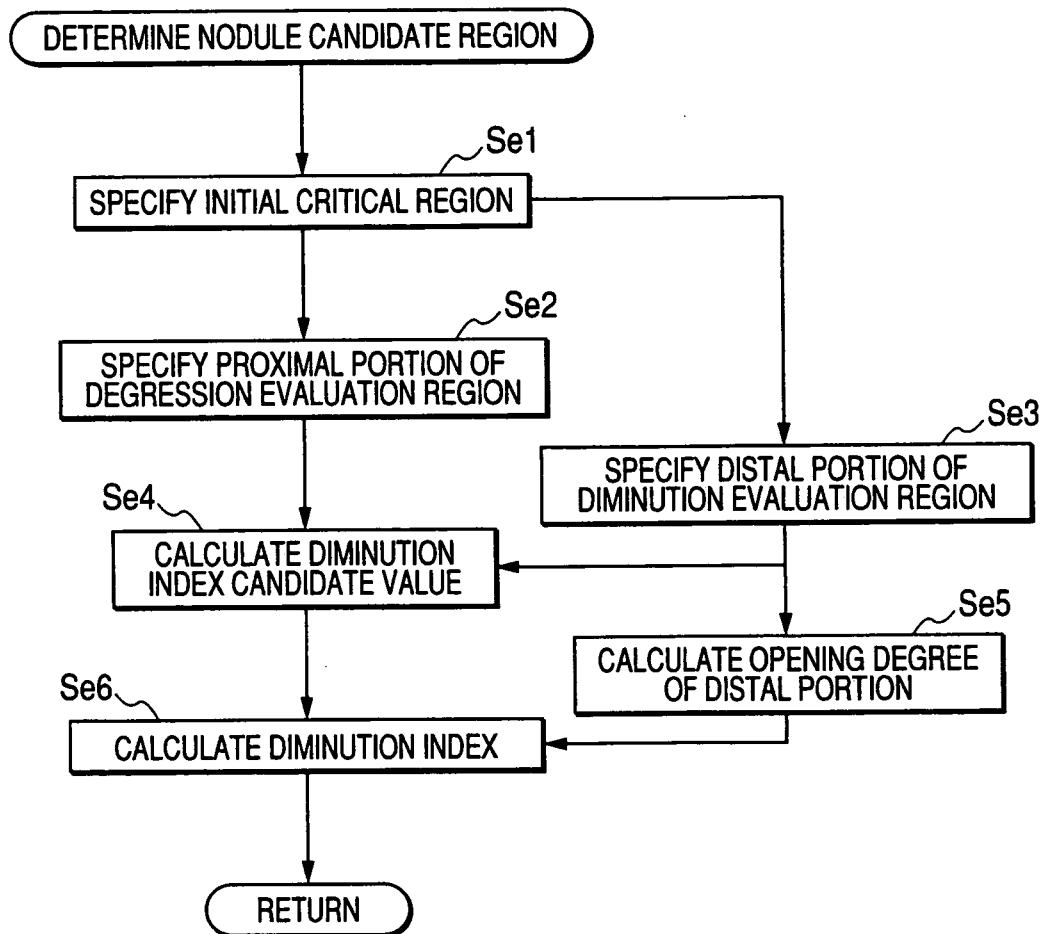 DETERMINE NODULE CANDIDATE REGION
Se1
SPECIFY INITIAL CRITICAL REGION
Se2
SPECIFY PROXIMAL PORTION OF
DEGRESSION EVALUATION REGION
Se3
SPECIFY DISTAL PORTION OF
DIMINUTION EVALUATION REGION
Se4
CALCULATE DIMINUTION
INDEX CANDIDATE VALUE
Se5
CALCULATE OPENING DEGREE
OF DISTAL PORTION
Se6
CALCULATE DIMINUTION INDEX
RETURN